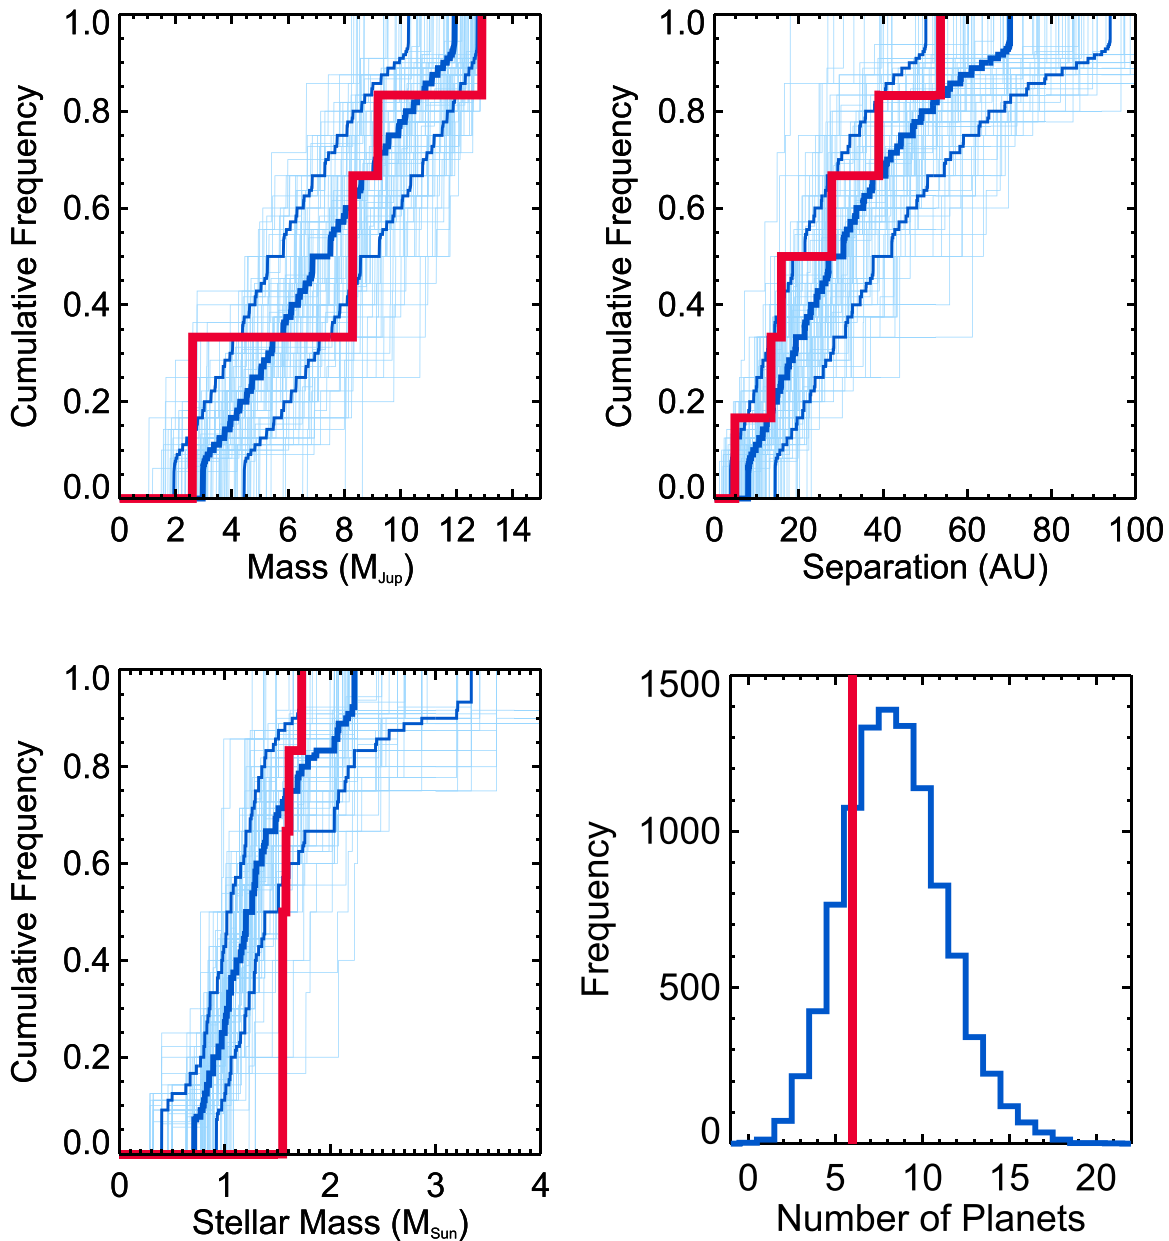 1.0
0.8
0.6
0.4
0.2
0.0
Cumulative Frequency
0 2 4 6 8 10 12 14
Mass (MJup)
1.0
0.8
0.6
0.4
0.2
0.0
Cumulative Frequency
0 20 40 60 80 100
Separation (AU)
1.0
0.8
0.6
0.4
0.2
0.0
Cumulative Frequency
0 1 2 3 4
Stellar Mass (MSun)
1500
1000
500
0
Frequency
0 5 10 15 20
Number of Planets